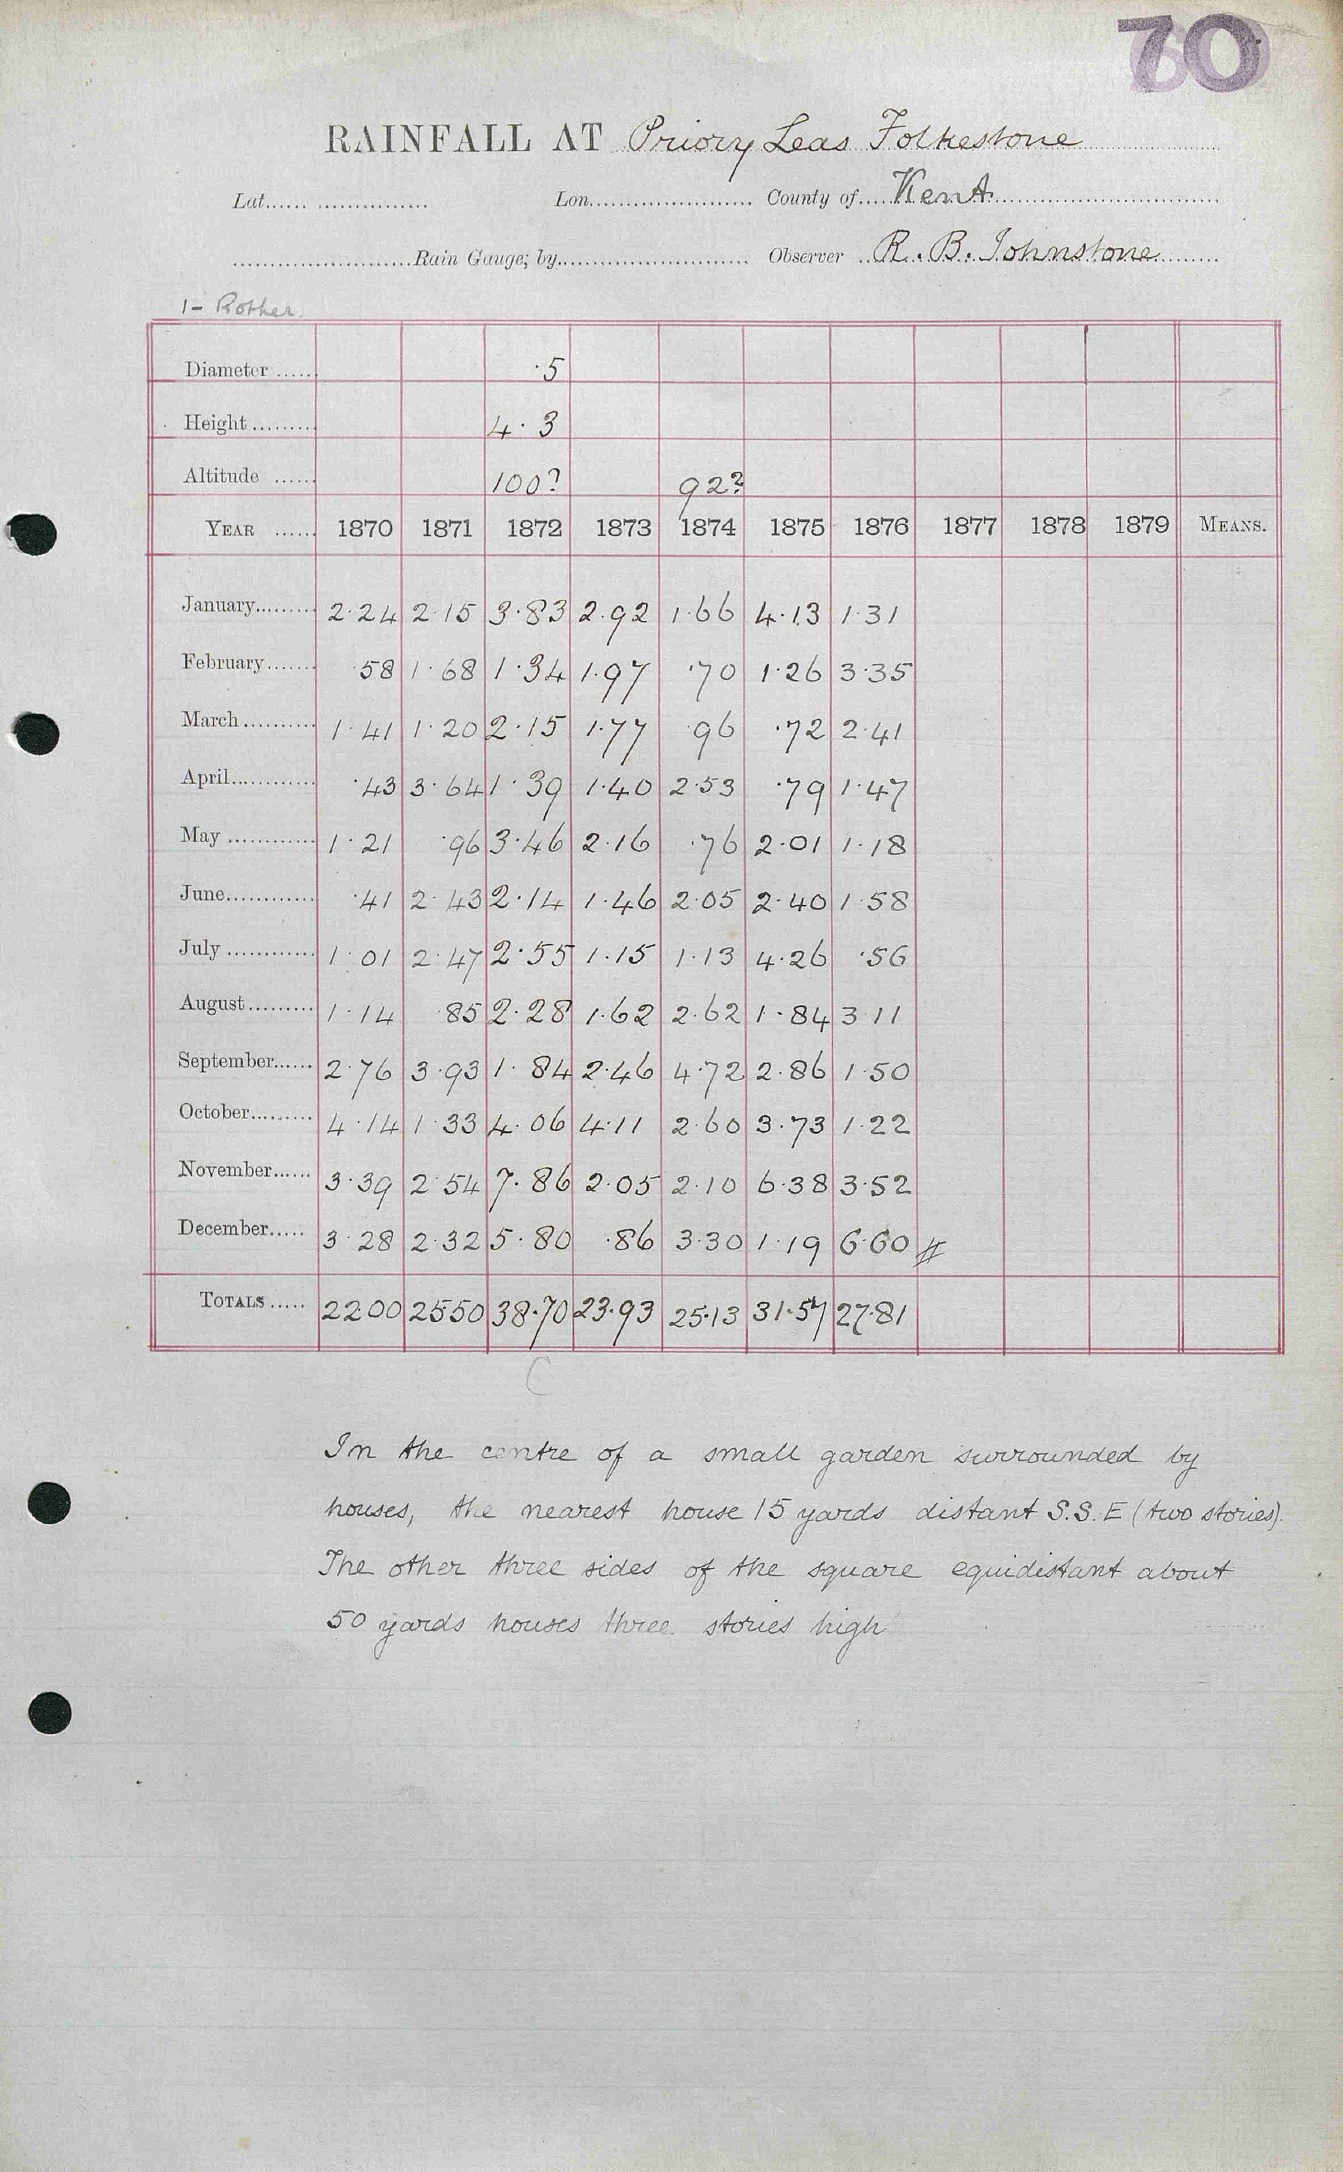 70
RAINFALL AT Priory Leas Folkestone
Lat...... ................ Lon....................... County of.... Kent
.........................Rain Gauge; by.......................... Observer R. B. Johnstone
1- Rother.
Diameter ...... ·5
Height......... 4·3
Altitude ...... 100? 92?
YEAR ...... 1870 1871 1872 1873 1874 1875 1876 1877 1878 1879 MEANS.
January......... 2·24 2·15 3·83 2·92 1·66 4·13 1·31
February....... ·58 1·68 1·34 1·97 ·70 1·26 3·35
March.......... 1·41 1·20 2·15 1·77 ·96 ·72 2·41
April............ ·43 3·64 1·39 1·40 2·53 ·79 1·47
May ............ 1·21 ·96 3·46 2·16 ·76 2·01 1·18
June............. ·41 2·43 2·14 1·46 2·05 2·40 1·58
July ............ 1·01 2·47 2·55 1·15 1·13 4·26 ·56
August......... 1·14 ·85 2·28 1·62 2·62 1·84 3·11
September...... 2·76 3·93 1·84 2·46 4·72 2·86 1·50
October......... 4·14 1·33 4·06 4·11 2·60 3·73 1·22
November...... 3·39 2·54 7·86 2·05 2·10 6·38 3·52
December..... 3·28 2·32 5·80 ·86 3·30 1·19 6·60 #
TOTALS ..... 22 00 25 50 38·70 23·93 25·13 31·57 27·81
C
In the centre of a small garden surrounded by
houses, the nearest house 15 yards distant S.S.E (two stories).
The other three sides of the square equidistant about
50 yards houses three stories high